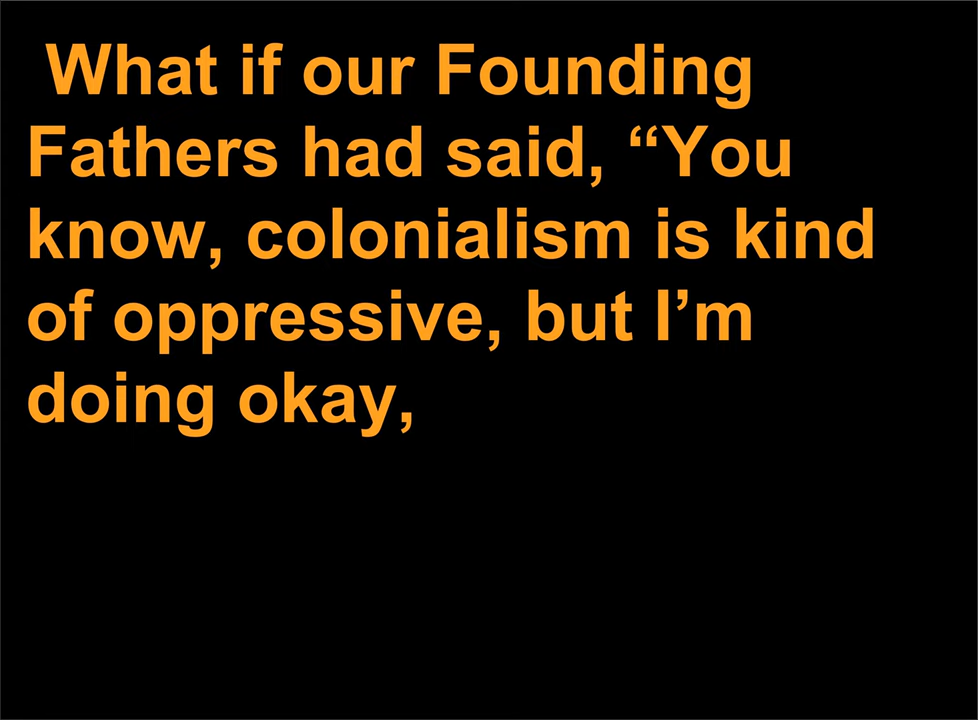 What if our Founding
Fathers had said, “You
know, colonialism is kind
of oppressive, but I’m
doing okay,